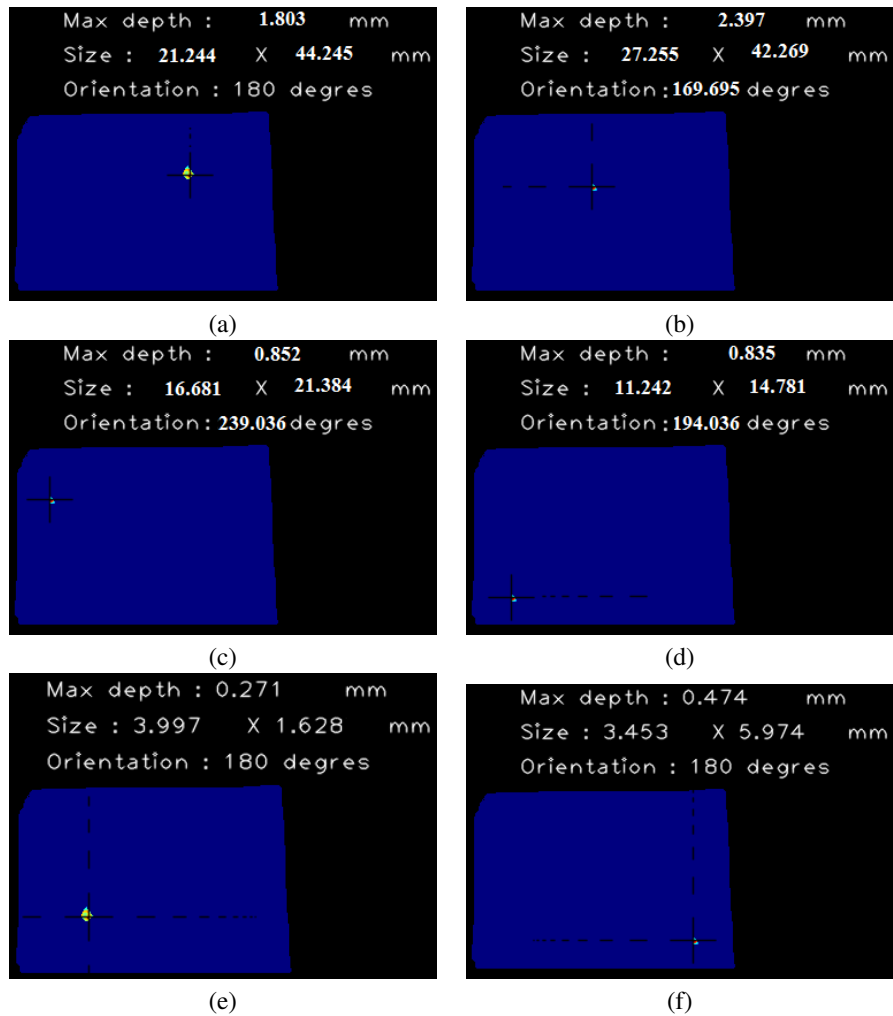 Max depth : 1.803 mm
Size : 21.244 X 44.245 mm
Orientation : 180 degres
(a)
Max depth : 2.397 mm
Size : 27.255 X 42.269 mm
Orientation : 169.695 degres
(b)
Max depth : 0.852 mm
Size : 16.681 X 21.384 mm
Orientation : 239.036 degres
(c)
Max depth : 0.835 mm
Size : 11.242 X 14.781 mm
Orientation : 194.036 degres
(d)
Max depth : 0.271 mm
Size : 3.997 X 1.628 mm
Orientation : 180 degres
(e)
Max depth : 0.474 mm
Size : 3.453 X 5.974 mm
Orientation : 180 degres
(f)